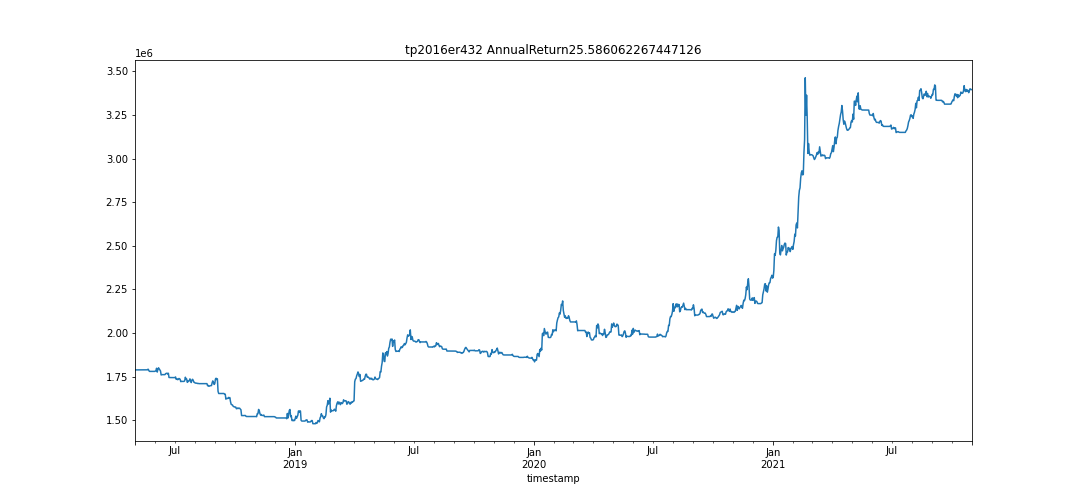 tp2016er432 AnnualReturn25.586062267447126
1e6
3.50
3.25
3.00
2.75
2.50
2.25
2.00
1.75
1.50
Jul Jan Jul Jan Jul Jan Jul
2019 2020 2021
timestamp